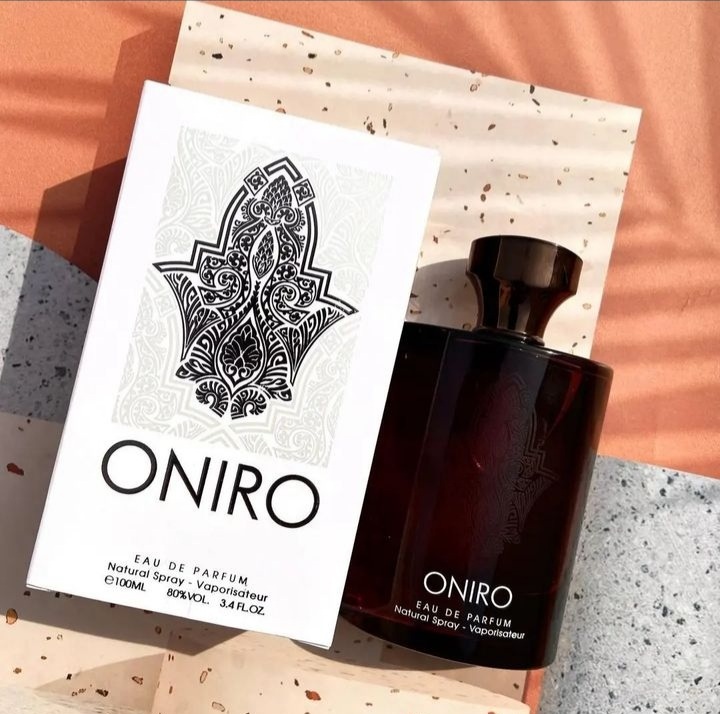 ONIRO
EAU DE PARFUM
Natural Spray - Vaporisateur
℮100ML 80%VOL. 3.4 FL.OZ.
ONIRO
EAU DE PARFUM
Natural Spray - Vaporisateur